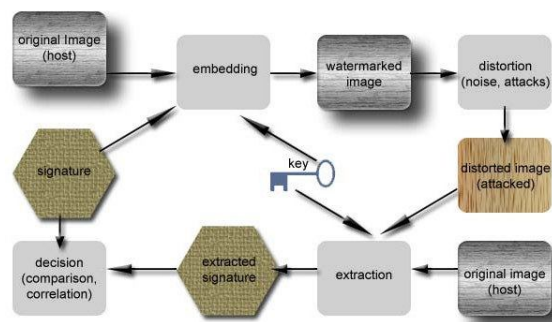 original Image
(host)
embedding
watermarked
image
distortion
(noise, attacks)
signature
key
distorted image
(attacked)
decision
(comparison,
correlation)
extracted
signature
extraction
original image
(host)